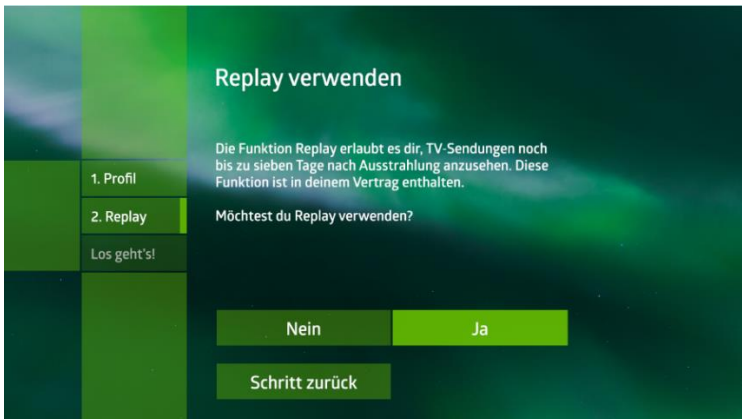 Replay verwenden
Die Funktion Replay erlaubt es dir, TV-Sendungen noch
bis zu sieben Tage nach Ausstrahlung anzusehen. Diese
Funktion ist in deinem Vertrag enthalten.
Möchtest du Replay verwenden?
1. Profil
2. Replay
Los geht's!
Nein
Ja
Schritt zurück